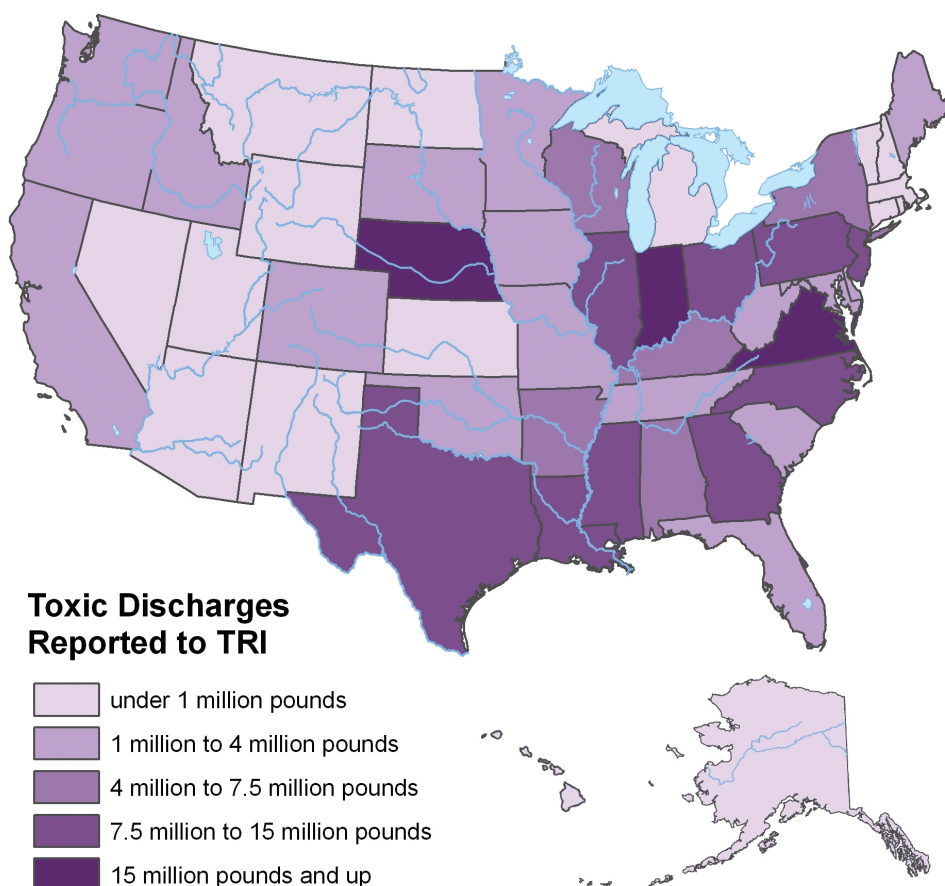 Toxic Discharges
Reported to TRI
under 1 million pounds
1 million to 4 million pounds
4 million to 7.5 million pounds
7.5 million to 15 million pounds
15 million pounds and up